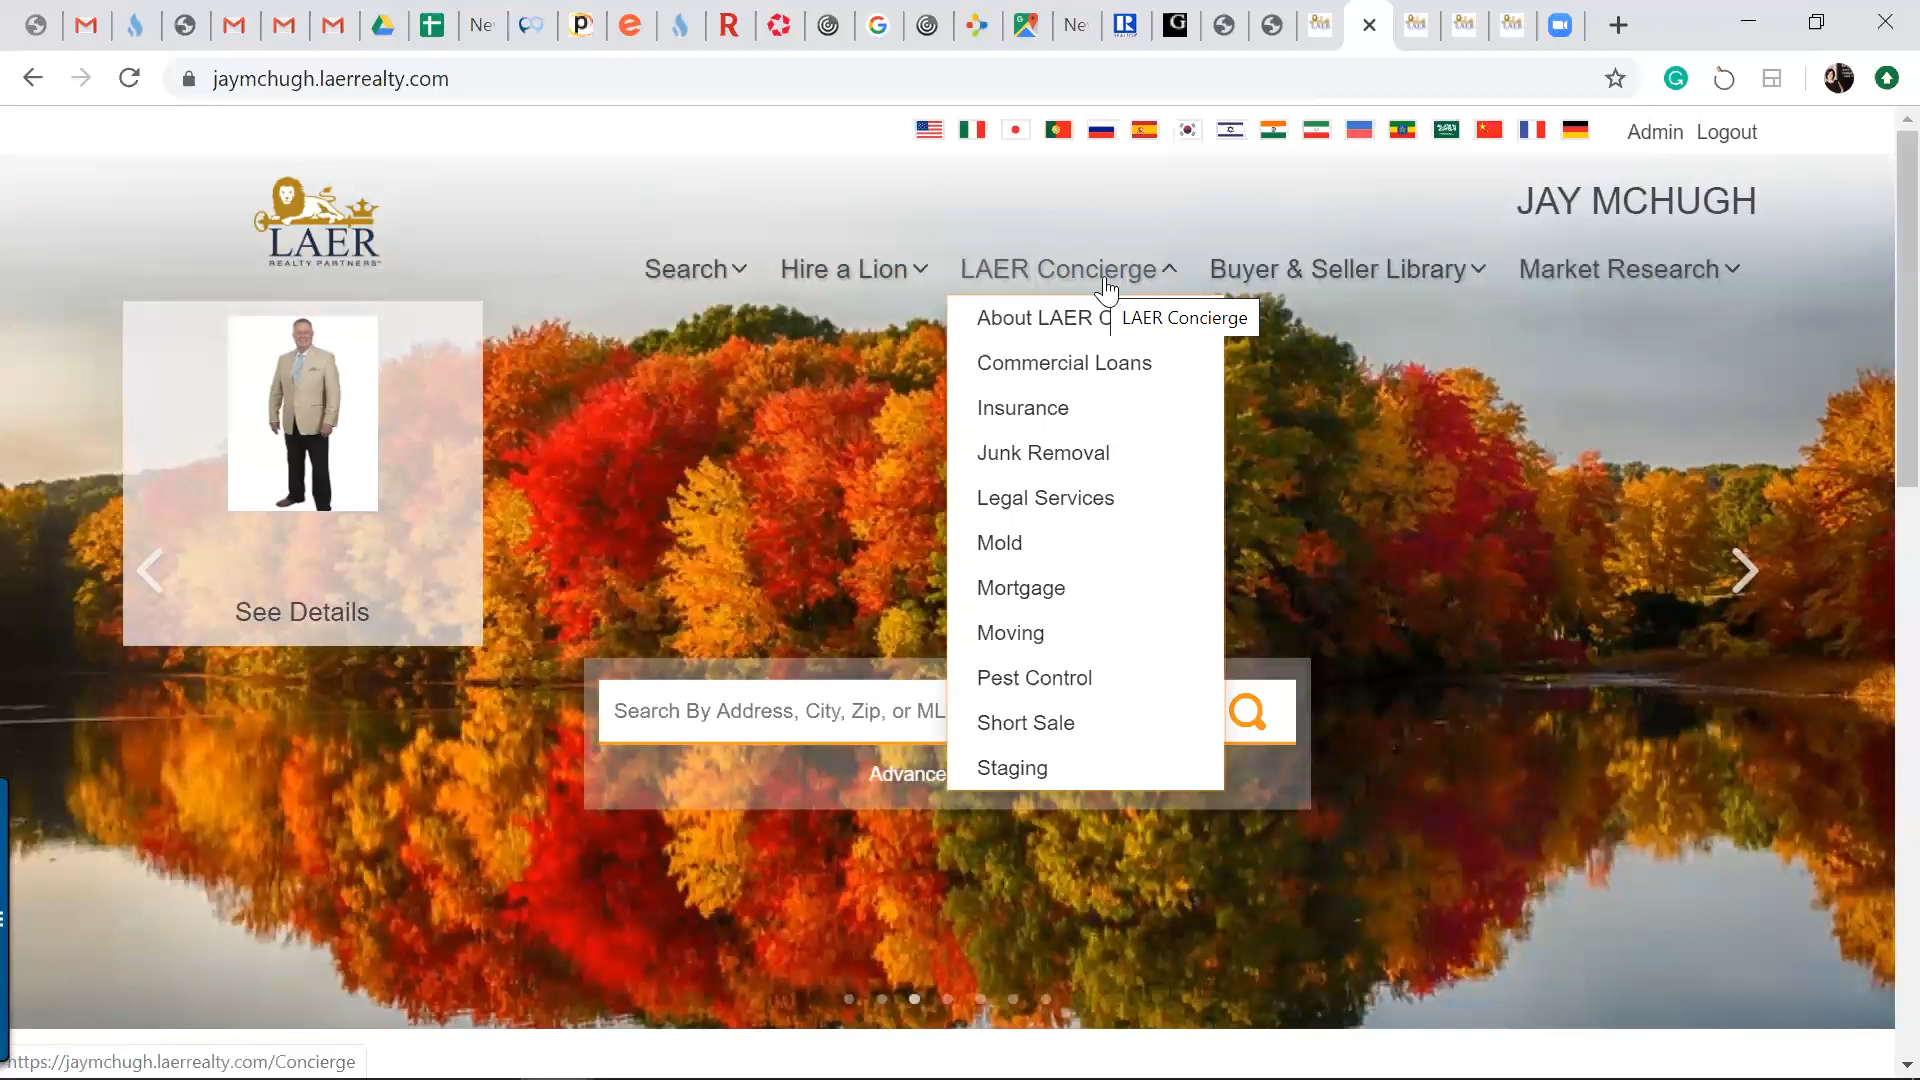 Ne
Ne
jaymchugh.laerrealty.com
Admin Logout
LAER
REALTY PARTNERS
JAY MCHUGH
Search Hire a Lion LAER Concierge Buyer & Seller Library Market Research
About LAER C
LAER Concierge
Commercial Loans
Insurance
Junk Removal
Legal Services
Mold
Mortgage
Moving
Pest Control
Short Sale
Staging
See Details
Search By Address, City, Zip, or ML
Advance
https://jaymchugh.laerrealty.com/Concierge